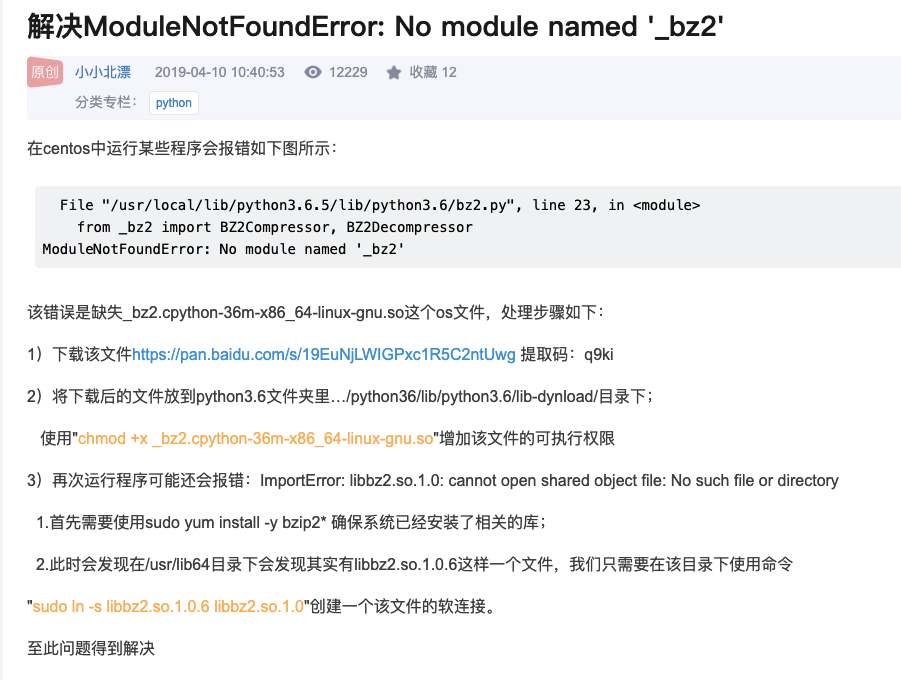 解决ModuleNotFoundError: No module named '_bz2'
原创 小小北漂 2019-04-10 10:40:53 12229 收藏 12
分类专栏： python
在centos中运行某些程序会报错如下图所示：
File "/usr/local/lib/python3.6.5/lib/python3.6/bz2.py", line 23, in <module>
from _bz2 import BZ2Compressor, BZ2Decompressor
ModuleNotFoundError: No module named '_bz2'
该错误是缺失_bz2.cpython-36m-x86_64-linux-gnu.so这个os文件，处理步骤如下：
1）下载该文件https://pan.baidu.com/s/19EuNjLWIGPxc1R5C2ntUwg 提取码：q9ki
2）将下载后的文件放到python3.6文件夹里…/python36/lib/python3.6/lib-dynload/目录下；
使用"chmod +x _bz2.cpython-36m-x86_64-linux-gnu.so"增加该文件的可执行权限
3）再次运行程序可能还会报错：ImportError: libbz2.so.1.0: cannot open shared object file: No such file or directory
1.首先需要使用sudo yum install -y bzip2* 确保系统已经安装了相关的库；
2.此时会发现在/usr/lib64目录下会发现其实有libbz2.so.1.0.6这样一个文件，我们只需要在该目录下使用命令
"sudo ln -s libbz2.so.1.0.6 libbz2.so.1.0"创建一个该文件的软连接。
至此问题得到解决